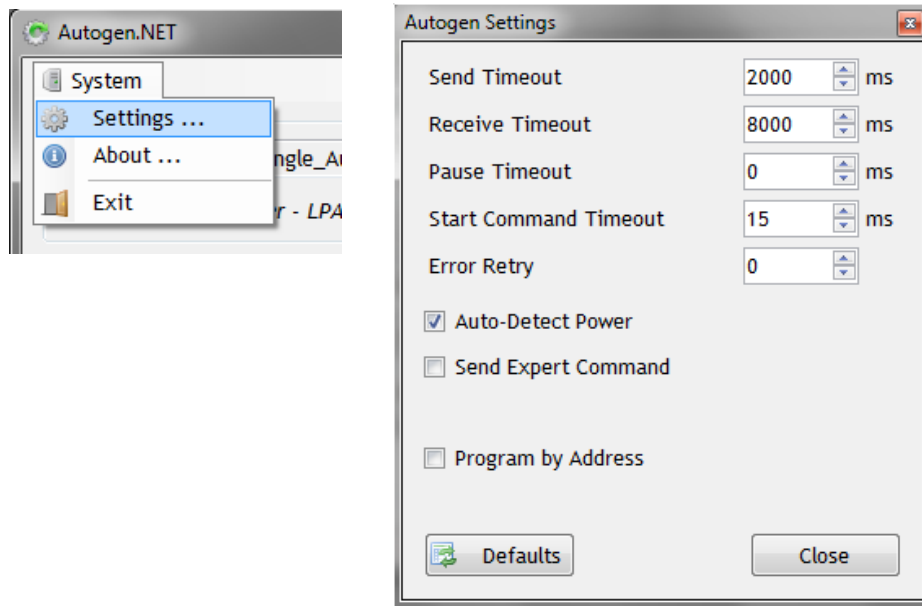 Autogen.NET
System
Settings ...
About ...
ngle_A
Exit
r - LPA
Autogen Settings
Send Timeout 2000 ms
Receive Timeout 8000 ms
Pause Timeout 0 ms
Start Command Timeout 15 ms
Error Retry 0
Auto-Detect Power
Send Expert Command
Program by Address
Defaults Close